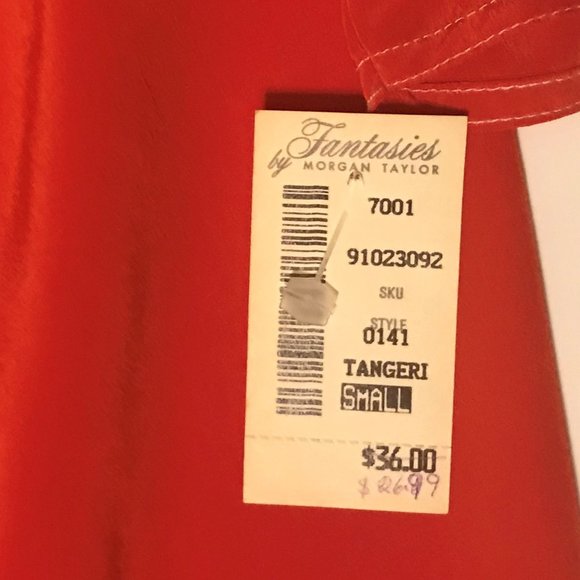 Fantasies
by MORGAN TAYLOR
7001
91023092
SKU
STYLE
0141
TANGERI
SMALL
$36.00
$26.99